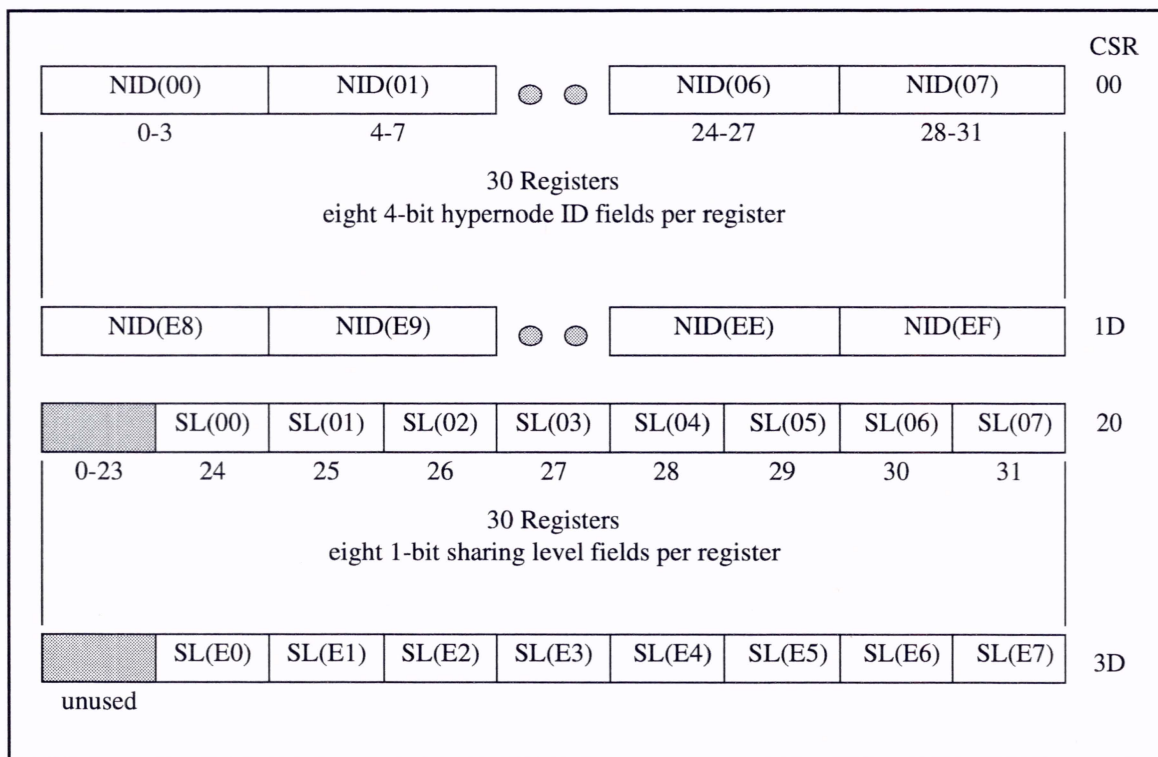 CSR
NID(00) NID(01) NID(06) NID(07) 00
0-3 4-7 24-27 28-31
30 Registers
eight 4-bit hypernode ID fields per register
NID(E8) NID(E9) NID(EE) NID(EF) 1D
SL(00) SL(01) SL(02) SL(03) SL(04) SL(05) SL(06) SL(07) 20
0-23 24 25 26 27 28 29 30 31
30 Registers
eight 1-bit sharing level fields per register
SL(E0) SL(E1) SL(E2) SL(E3) SL(E4) SL(E5) SL(E6) SL(E7) 3D
unused